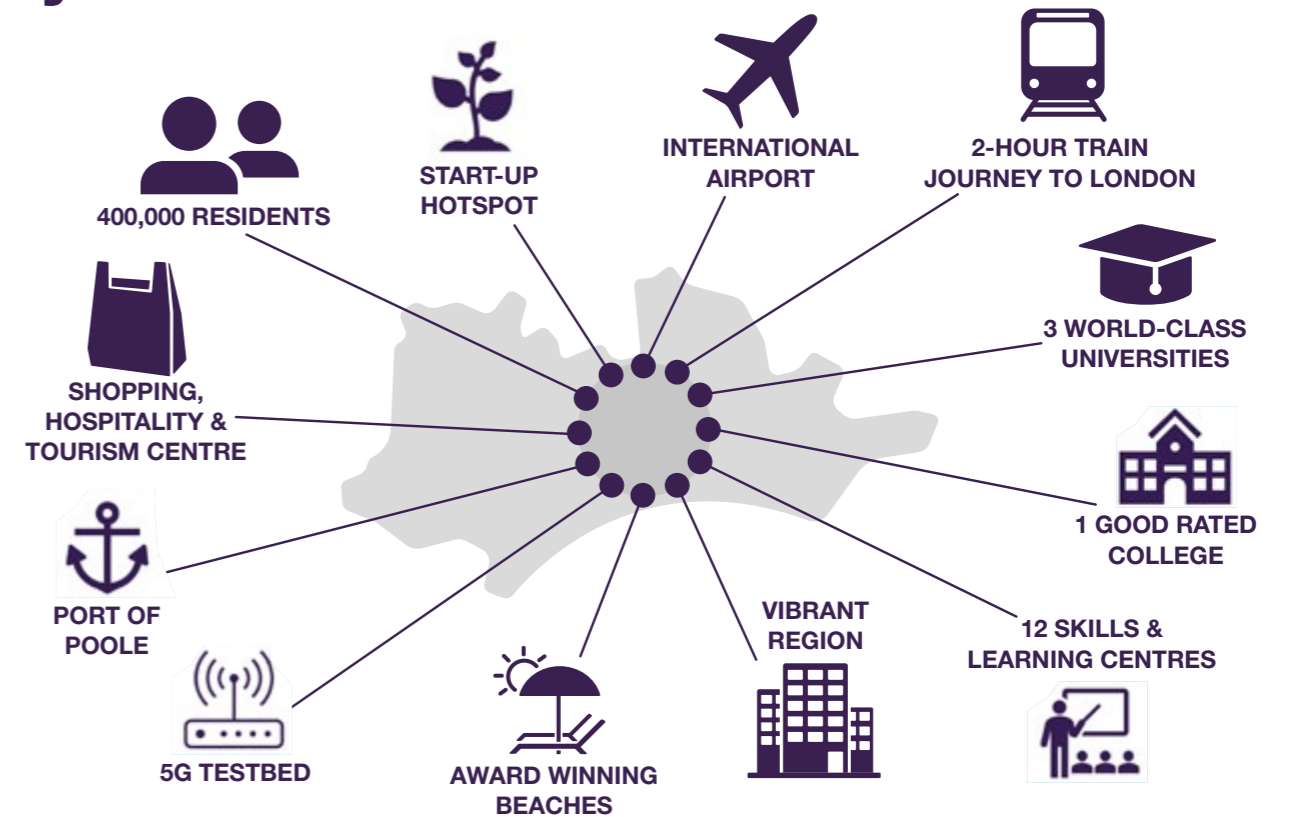 INTERNATIONAL
AIRPORT
2-HOUR TRAIN
JOURNEY TO LONDON
START-UP
HOTSPOT
400,000 RESIDENTS
3 WORLD-CLASS
UNIVERSITIES
SHOPPING,
HOSPITALITY &
TOURISM CENTRE
1 GOOD RATED
COLLEGE
PORT OF
POOLE
VIBRANT
REGION
12 SKILLS &
LEARNING CENTRES
5G TESTBED
AWARD WINNING
BEACHES